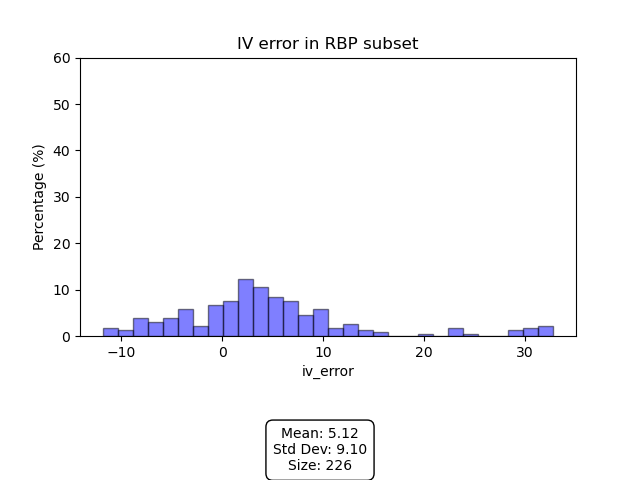 IV error in RBP subset
60
50
40
30
20
10
0
Percentage (%)
−10
0
10
20
30
iv_error
Mean: 5.12
Std Dev: 9.10
Size: 226